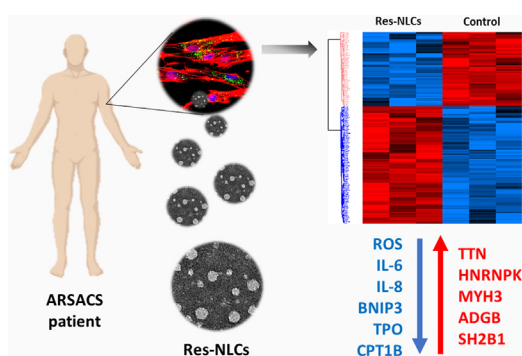 Res-NLCs
Control
ROS
IL-6
IL-8
BNIP3
TPO
CPT1B
TTN
HNRNPK
MYH3
ADGB
SH2B1
ARSACS
patient
Res-NLCs